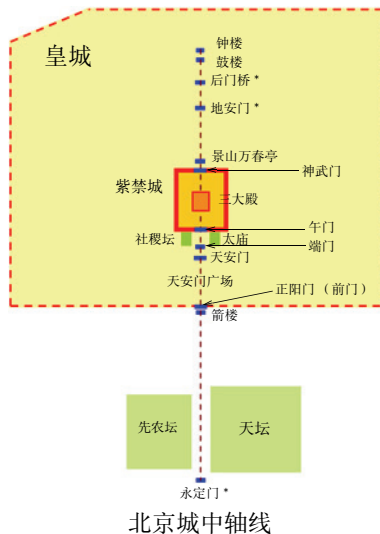 钟楼
鼓楼
皇城
后门桥 *
地安门 *
景山万春亭
神武门
紫禁城
三大殿
午门
社稷坛
太庙
端门
天安门
天安门广场
正阳门（前门）
箭楼
先农坛
天坛
永定门 *
北京城中轴线